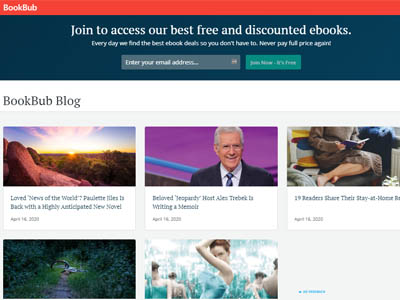 BookBub
Join to access our best free and discounted ebooks.
Every day we find the best ebook deals so you don't have to. Never pay full price again!
Enter your email address...
Join Now - It's Free
BookBub Blog
Loved 'News of the World'? Paulette Jiles Is
Back with a Highly Anticipated New Novel
April 16, 2020
Beloved 'Jeopardy' Host Alex Trebek Is
Writing a Memoir
April 16, 2020
19 Readers Share Their Stay-at-Home Re
April 16, 2020
AD FEEDBACK